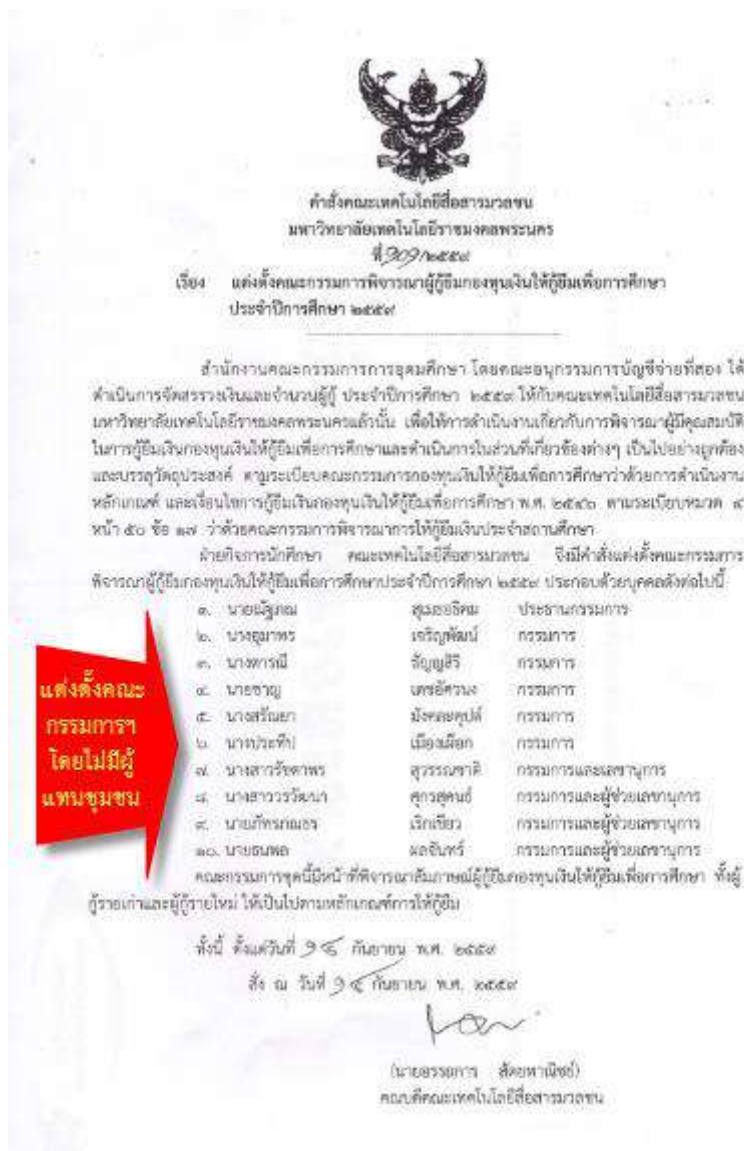 คำสั่งคณะเทคโนโลยีสื่อสารมวลชน
มหาวิทยาลัยเทคโนโลยีราชมงคลพระนคร
ที่ ๑๐๑/๒๕๕๙
เรื่อง แต่งตั้งคณะกรรมการพิจารณาผู้กู้ยืมกองทุนเงินให้กู้ยืมเพื่อการศึกษา
ประจำปีการศึกษา ๒๕๕๙
สำนักงานคณะกรรมการการอุดมศึกษา โดยคณะอนุกรรมการบัญชีจ่ายที่สอง ได้
ดำเนินการจัดสรรวงเงินและจำนวนผู้กู้ ประจำปีการศึกษา ๒๕๕๙ ให้กับคณะเทคโนโลยีสื่อสารมวลชน
มหาวิทยาลัยเทคโนโลยีราชมงคลพระนครแล้วนั้น เพื่อให้การดำเนินงานเกี่ยวกับการพิจารณาผู้มีคุณสมบัติ
ในการกู้ยืมเงินกองทุนเงินให้กู้ยืมเพื่อการศึกษาและดำเนินการในส่วนที่เกี่ยวข้องต่างๆ เป็นไปอย่างถูกต้อง
และบรรลุวัตถุประสงค์ ตามระเบียบคณะกรรมการกองทุนเงินให้กู้ยืมเพื่อการศึกษาว่าด้วยการดำเนินงาน
หลักเกณฑ์ และเงื่อนไขการกู้ยืมเงินกองทุนเงินให้กู้ยืมเพื่อการศึกษา พ.ศ. ๒๕๔๖ ตามระเบียบหมวด ๔
หน้า ๕๐ ข้อ ๑๗ ว่าด้วยคณะกรรมการพิจารณาการให้กู้ยืมเงินประจำสถานศึกษา
ฝ่ายกิจการนักศึกษา คณะเทคโนโลยีสื่อสารมวลชน จึงมีคำสั่งแต่งตั้งคณะกรรมการ
พิจารณาผู้กู้ยืมกองทุนเงินให้กู้ยืมเพื่อการศึกษาประจำปีการศึกษา ๒๕๕๙ ประกอบด้วยบุคคลดังต่อไปนี้
แต่งตั้งคณะ
กรรมการฯ
โดยไม่มีผู้
แทนชุมชน
๑. ประธานกรรมการ
๒. นางอุมาพร เจริญพัฒน์ กรรมการ
๓. นางดารณี ธัญญสิริ กรรมการ
๔. นายชาญ เดชอัศวนง กรรมการ
๕. นางสรัณยา มังคละคุปต์ กรรมการ
๖. นางประทีป เมืองเผือก กรรมการ
๗. นางสาวรัชดาพร สุวรรณชาติ กรรมการและเลขานุการ
๘. นางสาววรวัฒนา ศุกรสุคนธ์ กรรมการและผู้ช่วยเลขานุการ
๙. เริกเขียว กรรมการและผู้ช่วยเลขานุการ
๑๐. นายธนพล ผลจันทร์ กรรมการและผู้ช่วยเลขานุการ
คณะกรรมการชุดนี้มีหน้าที่พิจารณาสัมภาษณ์ผู้กู้ยืมกองทุนเงินให้กู้ยืมเพื่อการศึกษา ทั้งผู้
กู้รายเก่าและผู้กู้รายใหม่ ให้เป็นไปตามหลักเกณฑ์การให้กู้ยืม
ทั้งนี้ ตั้งแต่วันที่ ๑๔ กันยายน พ.ศ. ๒๕๕๙
สั่ง ณ วันที่ ๑๔ กันยายน พ.ศ. ๒๕๕๙
(นายอรรถการ สัตยพาณิชย์)
คณบดีคณะเทคโนโลยีสื่อสารมวลชน